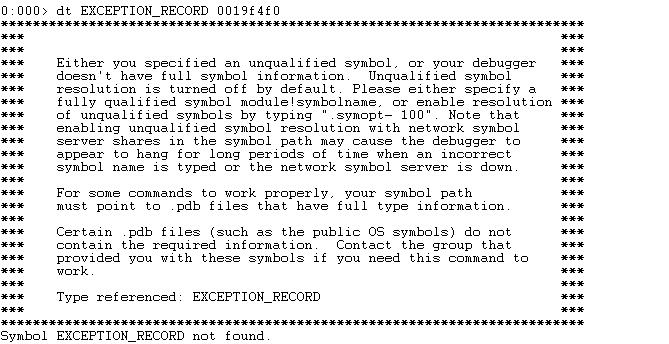 0:000> dt EXCEPTION_RECORD 0019f4f0
*************************************************************************
***                                                                   ***
***                                                                   ***
***    Either you specified an unqualified symbol, or your debugger   ***
***    doesn't have full symbol information.  Unqualified symbol      ***
***    resolution is turned off by default. Please either specify a   ***
***    fully qualified symbol module!symbolname, or enable resolution ***
***    of unqualified symbols by typing ".symopt- 100". Note that     ***
***    enabling unqualified symbol resolution with network symbol     ***
***    server shares in the symbol path may cause the debugger to     ***
***    appear to hang for long periods of time when an incorrect      ***
***    symbol name is typed or the network symbol server is down.     ***
***                                                                   ***
***    For some commands to work properly, your symbol path           ***
***    must point to .pdb files that have full type information.      ***
***                                                                   ***
***    Certain .pdb files (such as the public OS symbols) do not      ***
***    contain the required information.  Contact the group that      ***
***    provided you with these symbols if you need this command to    ***
***    work.                                                          ***
***                                                                   ***
***    Type referenced: EXCEPTION_RECORD                              ***
***                                                                   ***
*************************************************************************
Symbol EXCEPTION_RECORD not found.